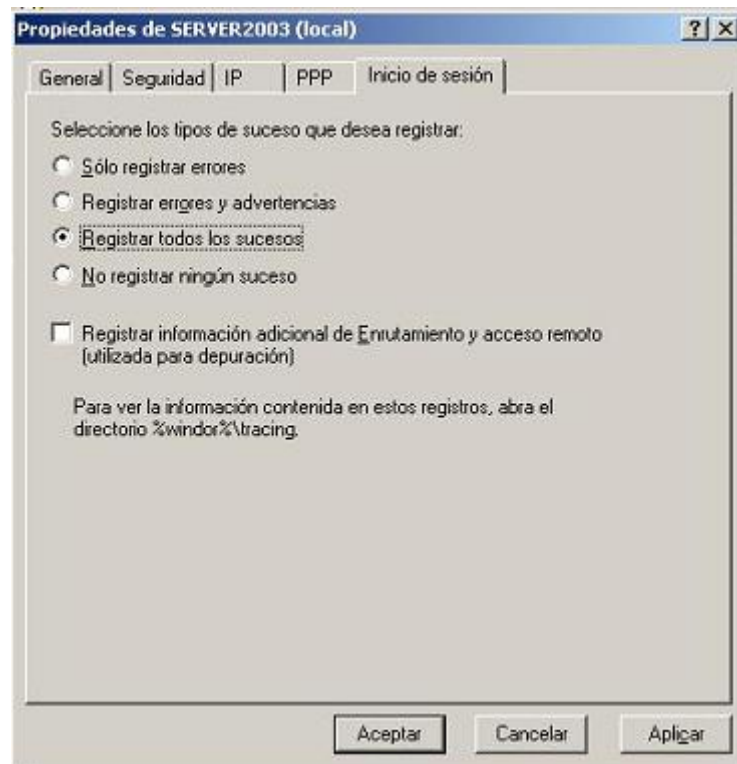 Propiedades de SERVER2003 (local)
General Seguridad IP PPP Inicio de sesión
Seleccione los tipos de suceso que desea registrar:
Sólo registrar errores
Registrar errores y advertencias
Registrar todos los sucesos
No registrar ningún suceso
Registrar información adicional de Enrutamiento y acceso remoto
(utilizada para depuración)
Para ver la información contenida en estos registros, abra el
directorio %windor%\tracing.
Aceptar Cancelar Aplicar